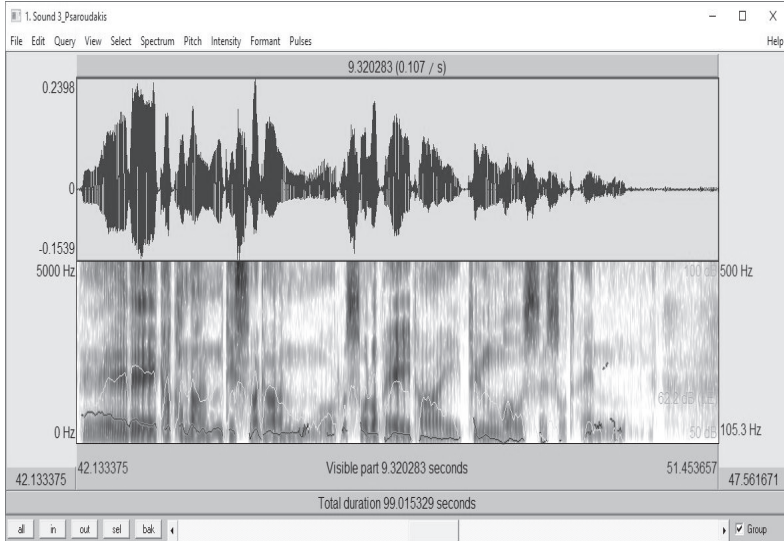 1. Sound 3_Psaroudakis
File Edit Query View Select Spectrum Pitch Intensity Formant Pulses Help
9.320283 (0.107 / s)
0.2398
0
-0.1539
5000 Hz 100 dB 500 Hz
0 Hz 50 dB 105.3 Hz
42.133375 42.133375 Visible part 9.320283 seconds 51.453657 47.561671
Total duration 99.015329 seconds
all in out sel bak Group